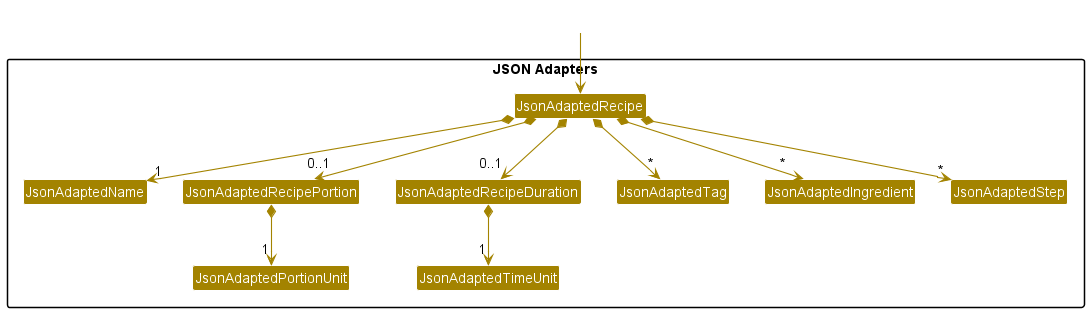 JSON Adapters
JsonAdaptedRecipe
1
0..1
0..1
*
*
*
JsonAdaptedName
JsonAdaptedRecipePortion
JsonAdaptedRecipeDuration
JsonAdaptedTag
JsonAdaptedIngredient
JsonAdaptedStep
1
1
JsonAdaptedPortionUnit
JsonAdaptedTimeUnit